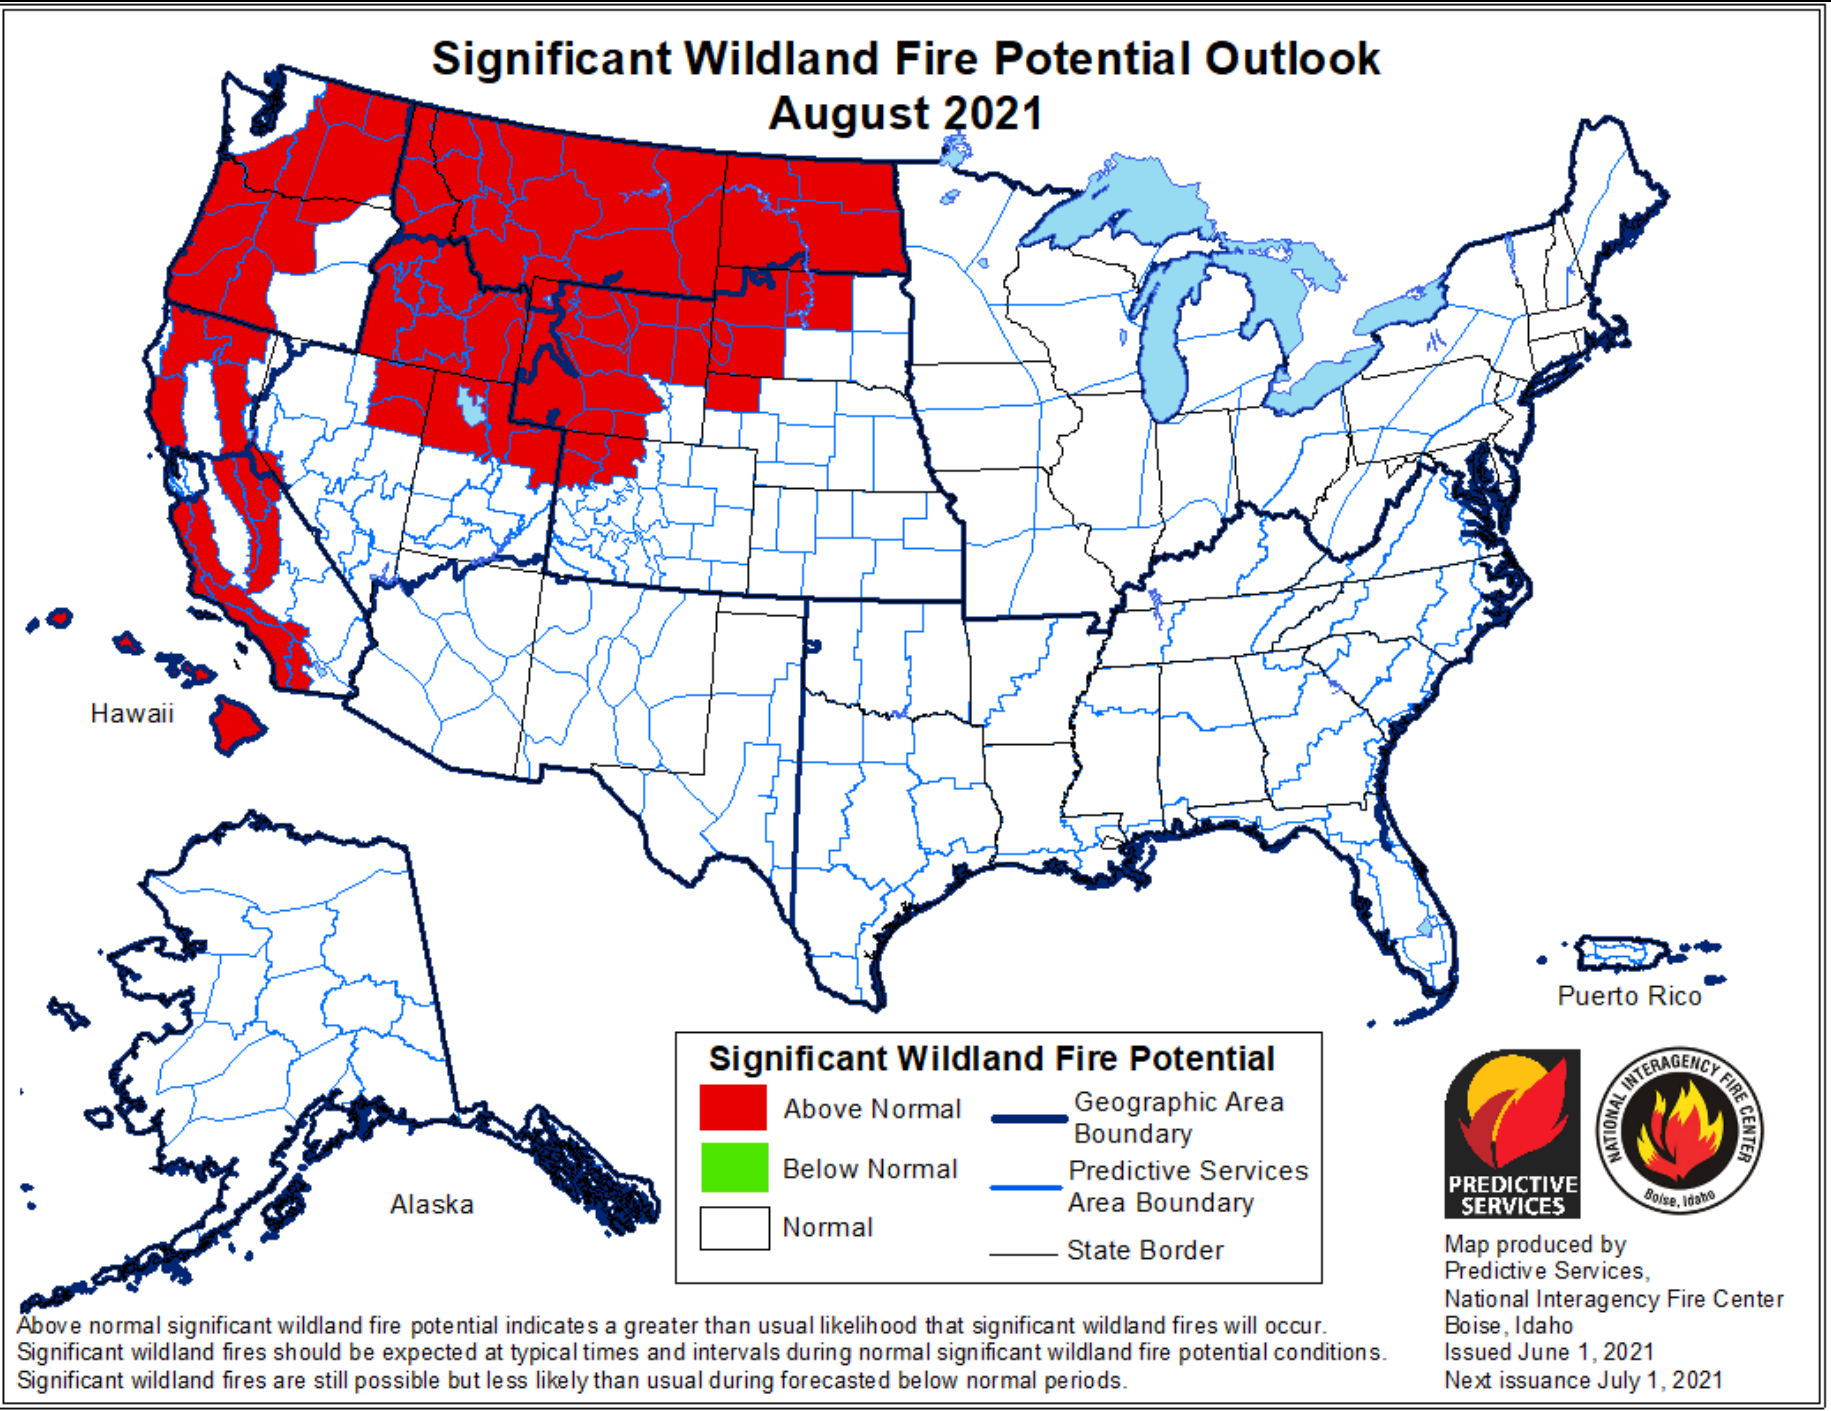 Significant Wildland Fire Potential Outlook
August 2021
Hawaii
Alaska
Puerto Rico
Significant Wildland Fire Potential
Above Normal
Below Normal
Normal
Geographic Area
Boundary
Predictive Services
Area Boundary
State Border
PREDICTIVE
SERVICES
NATIONAL INTERAGENCY FIRE CENTER
Boise, Idaho
Map produced by
Predictive Services,
National Interagency Fire Center
Boise, Idaho
Issued June 1, 2021
Next issuance July 1, 2021
Above normal significant wildland fire potential indicates a greater than usual likelihood that significant wildland fires will occur.
Significant wildland fires should be expected at typical times and intervals during normal significant wildland fire potential conditions.
Significant wildland fires are still possible but less likely than usual during forecasted below normal periods.